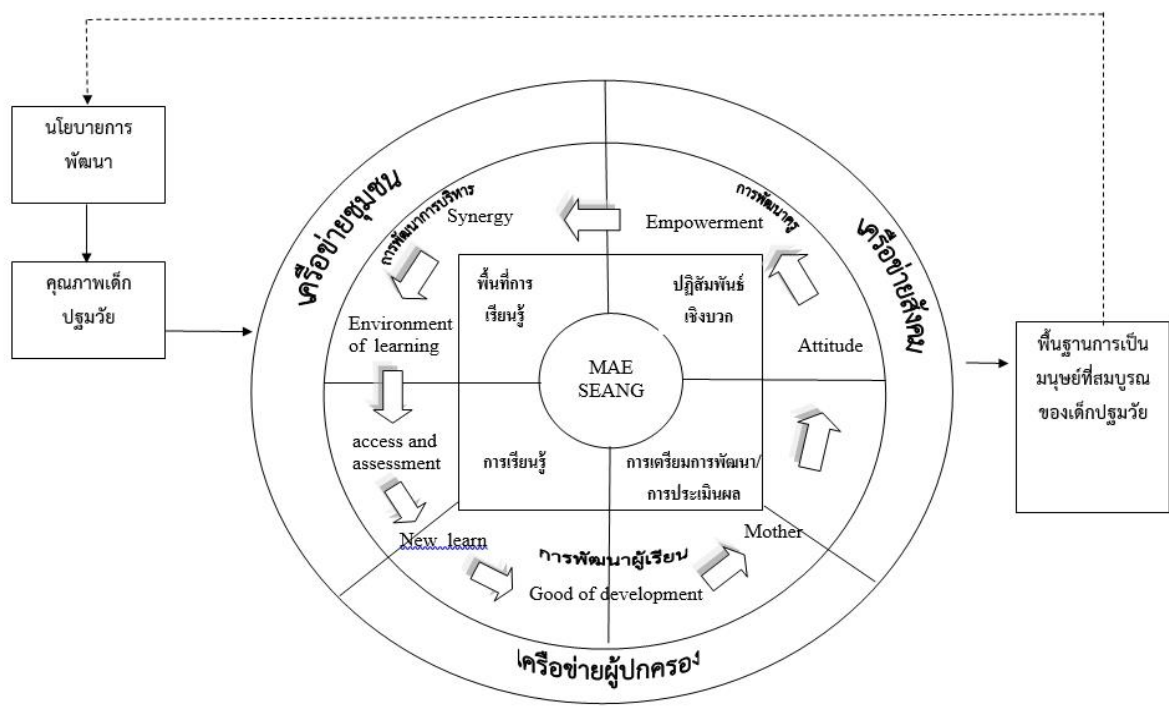 นโยบายการ
พัฒนา
คุณภาพเด็ก
ปฐมวัย
เครือข่ายชุมชน
เครือข่ายสังคม
เครือข่ายผู้ปกครอง
การพัฒนาการบริหาร
การพัฒนาครู
การพัฒนาผู้เรียน
Synergy
Empowerment
Environment
of learning
Attitude
access and
assessment
New learn
Good of development
Mother
พื้นที่การ
เรียนรู้
ปฏิสัมพันธ์
เชิงบวก
MAE
SEANG
การเรียนรู้
การเตรียมการพัฒนา/
การประเมินผล
พื้นฐานการเป็น
มนุษย์ที่สมบูรณ
ของเด็กปฐมวัย